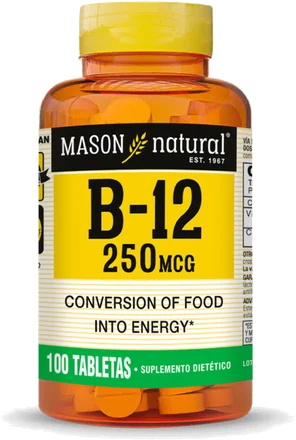 MASON natural®
EST. 1967
B-12
250MCG
CONVERSION OF FOOD
INTO ENERGY*
100 TABLETAS • SUPLEMENTO DIETÉTICO